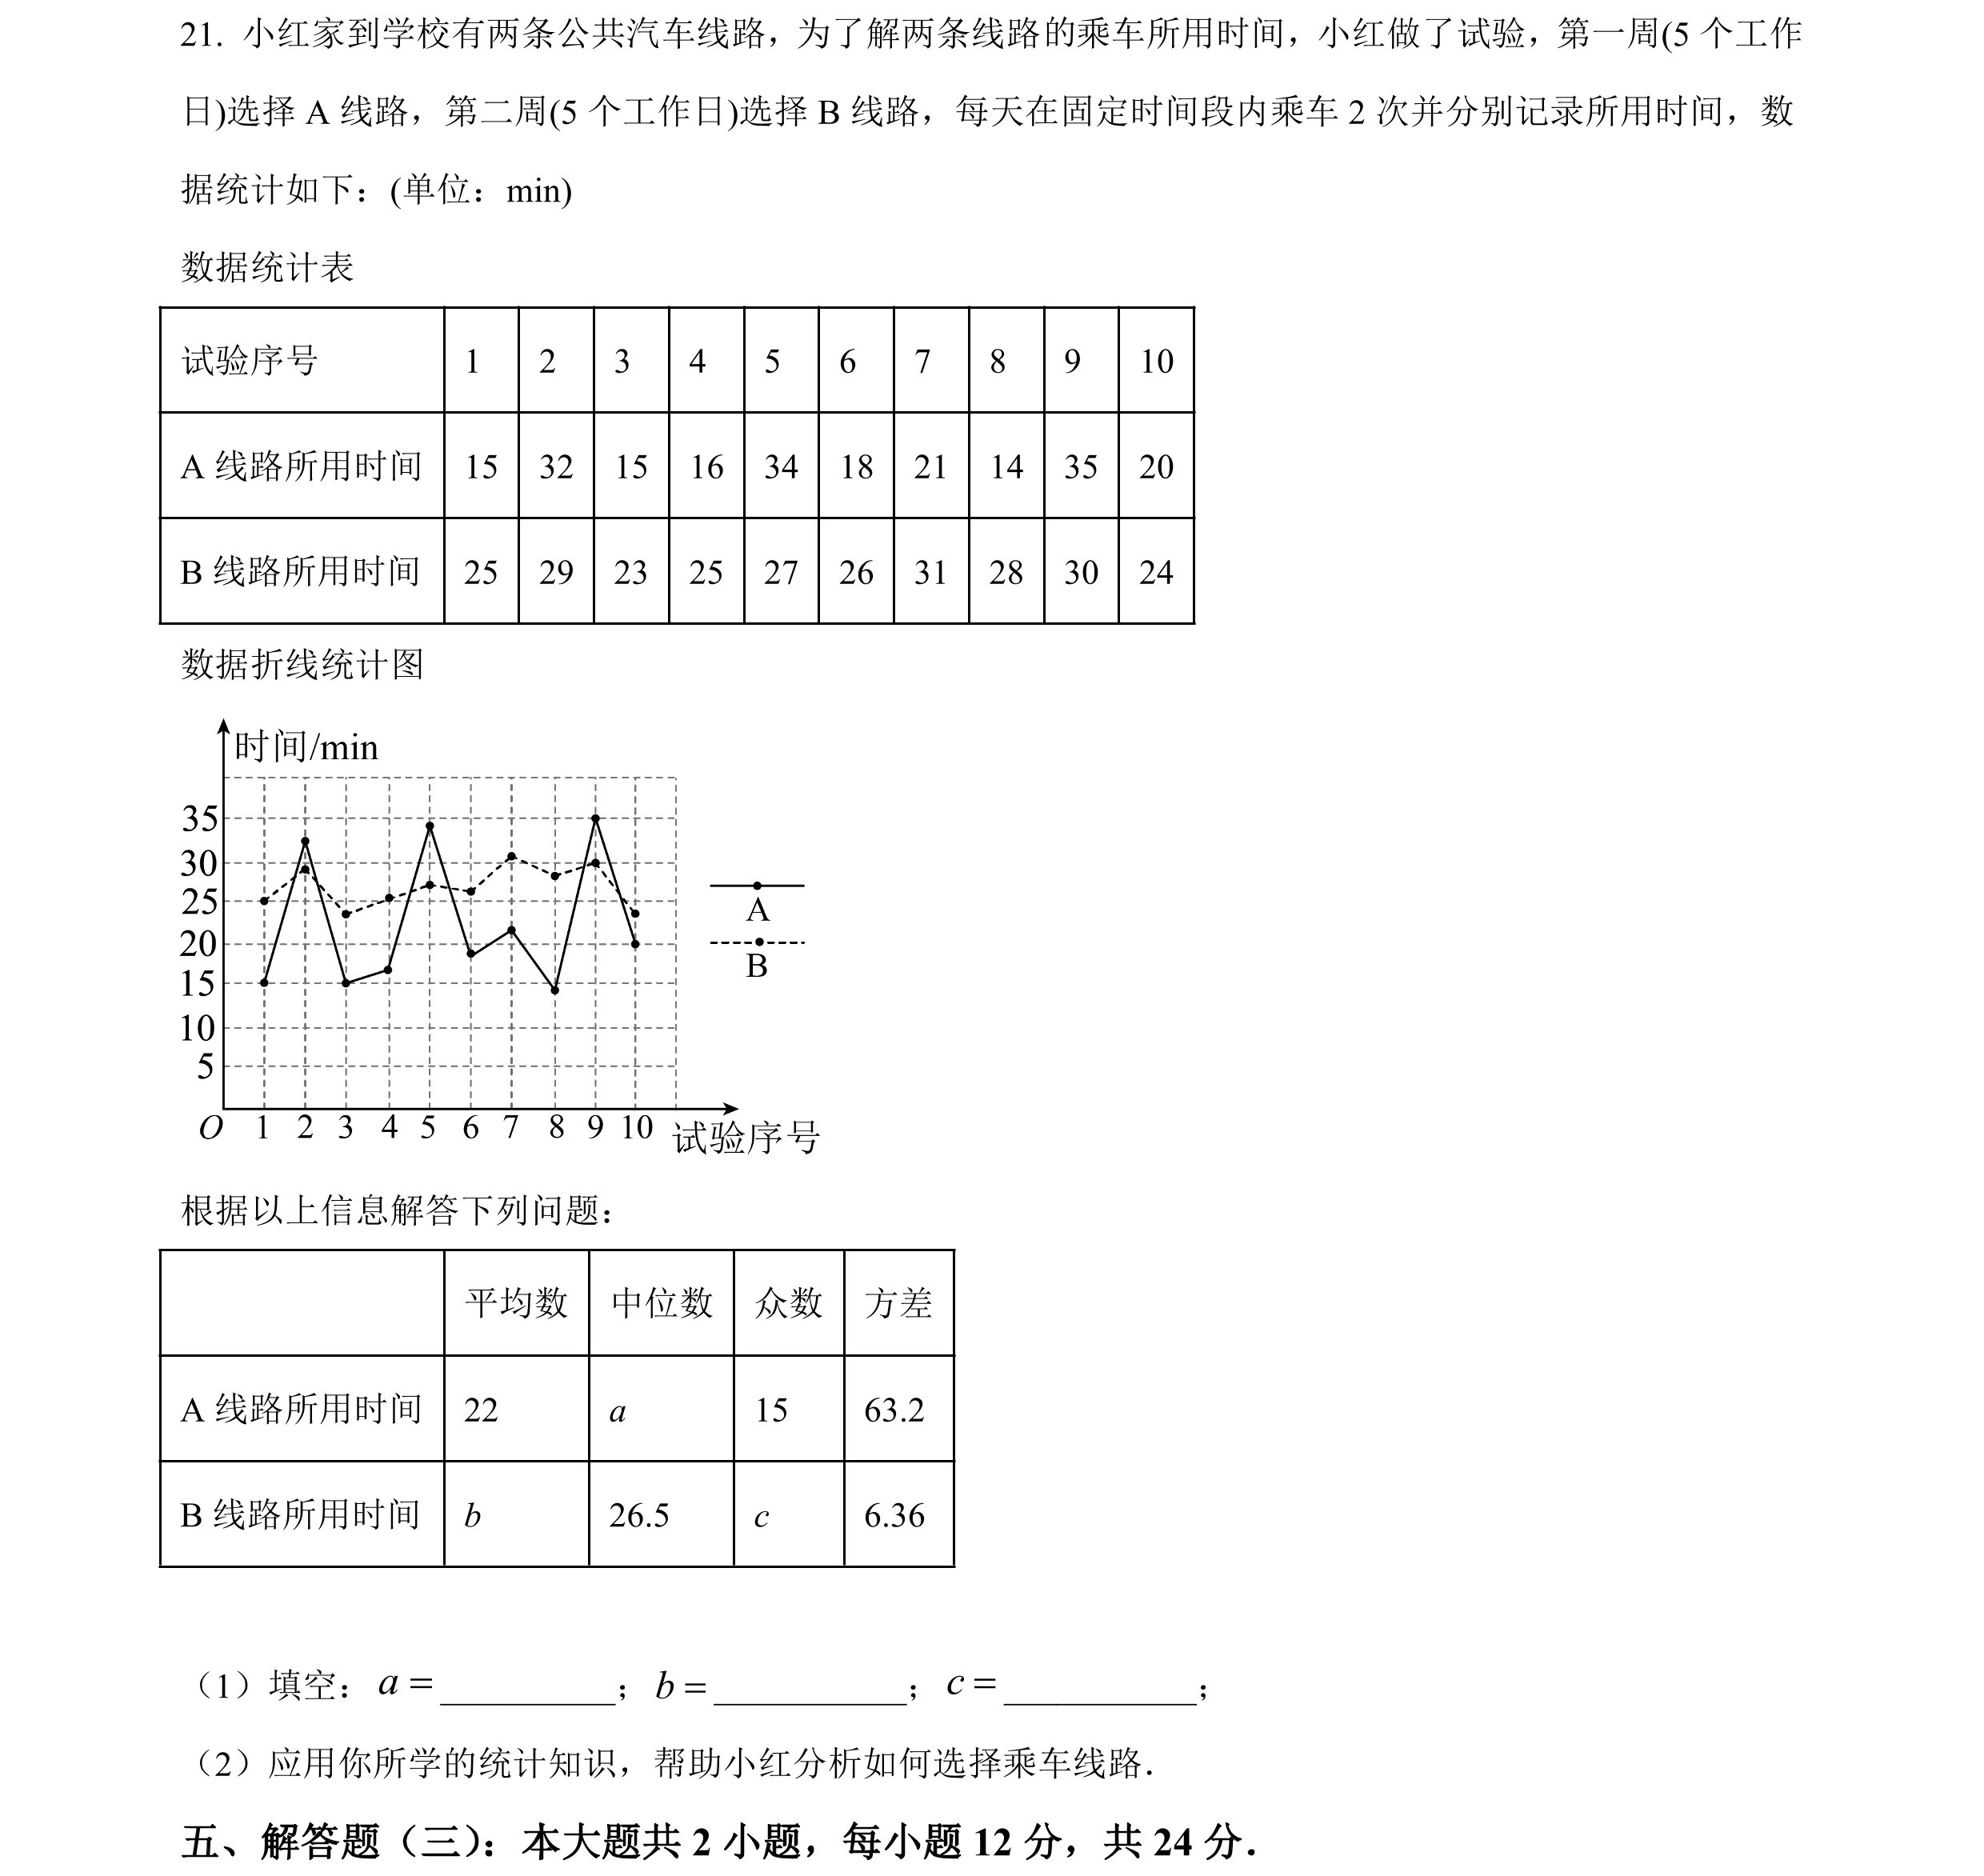 21. 小红家到学校有两条公共汽车线路，为了解两条线路的乘车所用时间，小红做了试验，第一周(5 个工作
日)选择 A 线路，第二周(5 个工作日)选择 B 线路，每天在固定时间段内乘车 2 次并分别记录所用时间，数
据统计如下：(单位：min)
数据统计表
试验序号 1 2 3 4 5 6 7 8 9 10
A 线路所用时间 15 32 15 16 34 18 21 14 35 20
B 线路所用时间 25 29 23 25 27 26 31 28 30 24
数据折线统计图
时间/min
35
30
25
20
15
10
5
O 1 2 3 4 5 6 7 8 9 10 试验序号
A
B
根据以上信息解答下列问题：
平均数 中位数 众数 方差
A 线路所用时间 22 a 15 63.2
B 线路所用时间 b 26.5 c 6.36
（1）填空：a = __________；b = ___________；c = ___________；
（2）应用你所学的统计知识，帮助小红分析如何选择乘车线路．
五、解答题（三）：本大题共 2 小题，每小题 12 分，共 24 分．